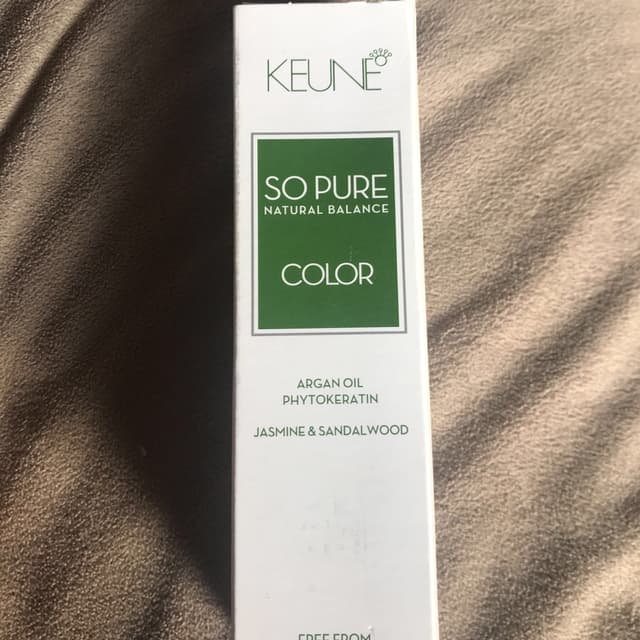 KEUNE
SO PURE
NATURAL BALANCE
COLOR
ARGAN OIL
PHYTOKERATIN
JASMINE & SANDALWOOD
FREE FROM